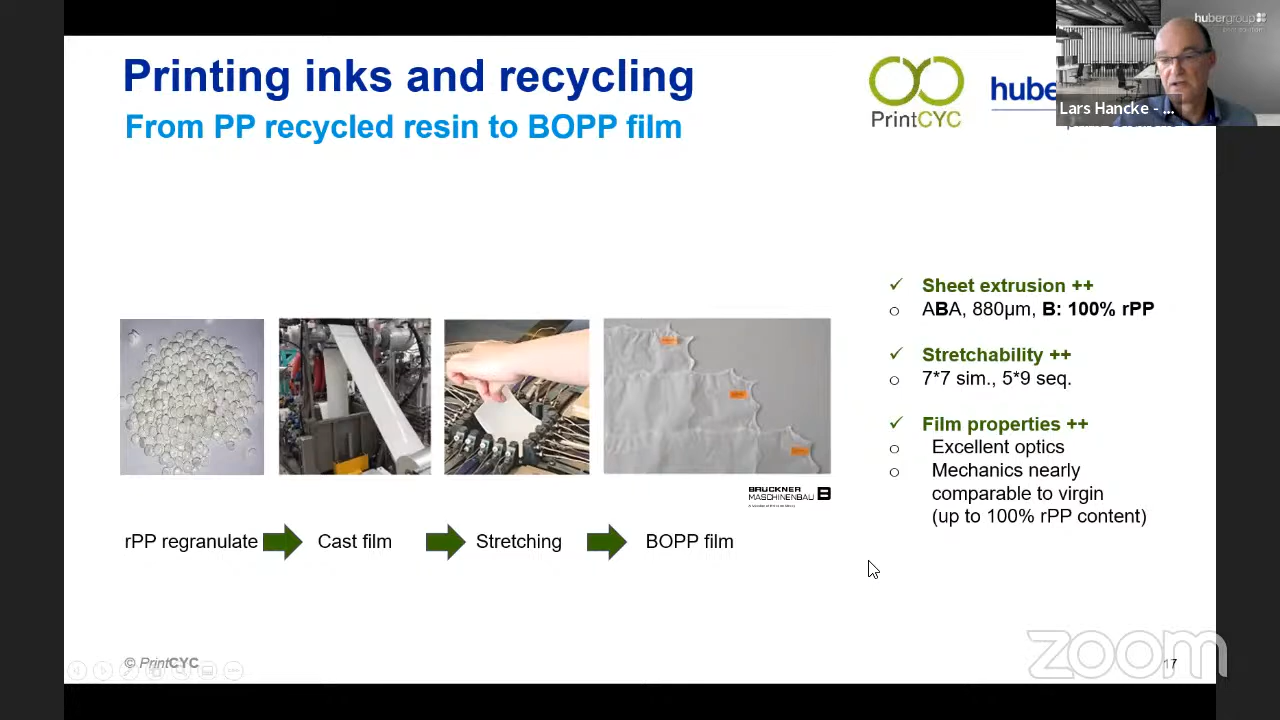 Printing inks and recycling
From PP recycled resin to BOPP film
PrintCYC
hube
hubergroup
Lars Hancke - ...
✓ Sheet extrusion ++
o ABA, 880µm, B: 100% rPP
✓ Stretchability ++
o 7*7 sim., 5*9 seq.
✓ Film properties ++
o Excellent optics
o Mechanics nearly
comparable to virgin
(up to 100% rPP content)
BRUCKNER
MASCHINENBAU
rPP regranulate
Cast film
Stretching
BOPP film
© PrintCYC
zoom
17